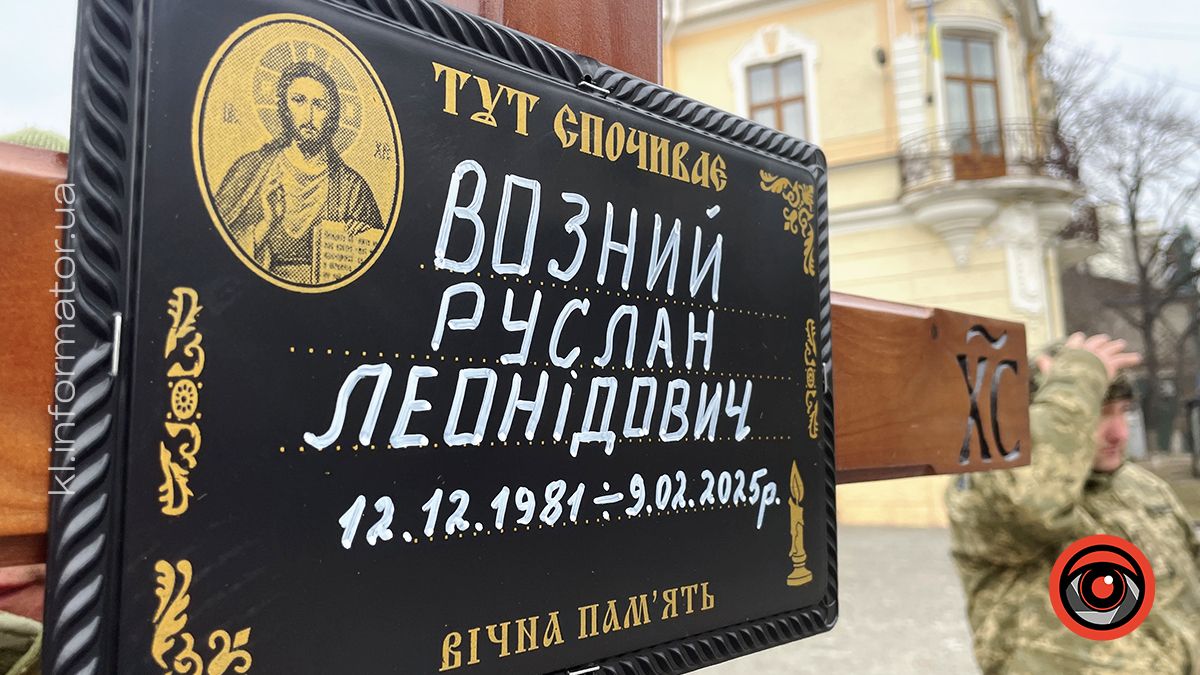 ТУТ СПОЧИВАЄ
ВОЗНИЙ
РУСЛАН
ЛЕОНІДОВИЧ
12.12.1981÷9.02.2025р.
ВІЧНА ПАМ'ЯТЬ
ХС
kl.informator.ua